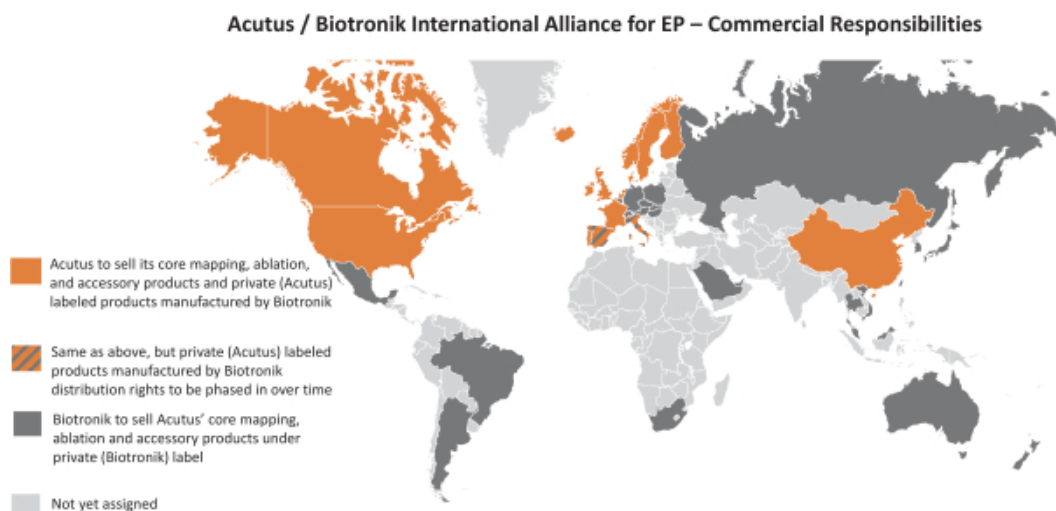 Acutus / Biotronik International Alliance for EP – Commercial Responsibilities
Acutus to sell its core mapping, ablation,
and accessory products and private (Acutus)
labeled products manufactured by Biotronik
Same as above, but private (Acutus) labeled
products manufactured by Biotronik
distribution rights to be phased in over time
Biotronik to sell Acutus’ core mapping,
ablation and accessory products under
private (Biotronik) label
Not yet assigned